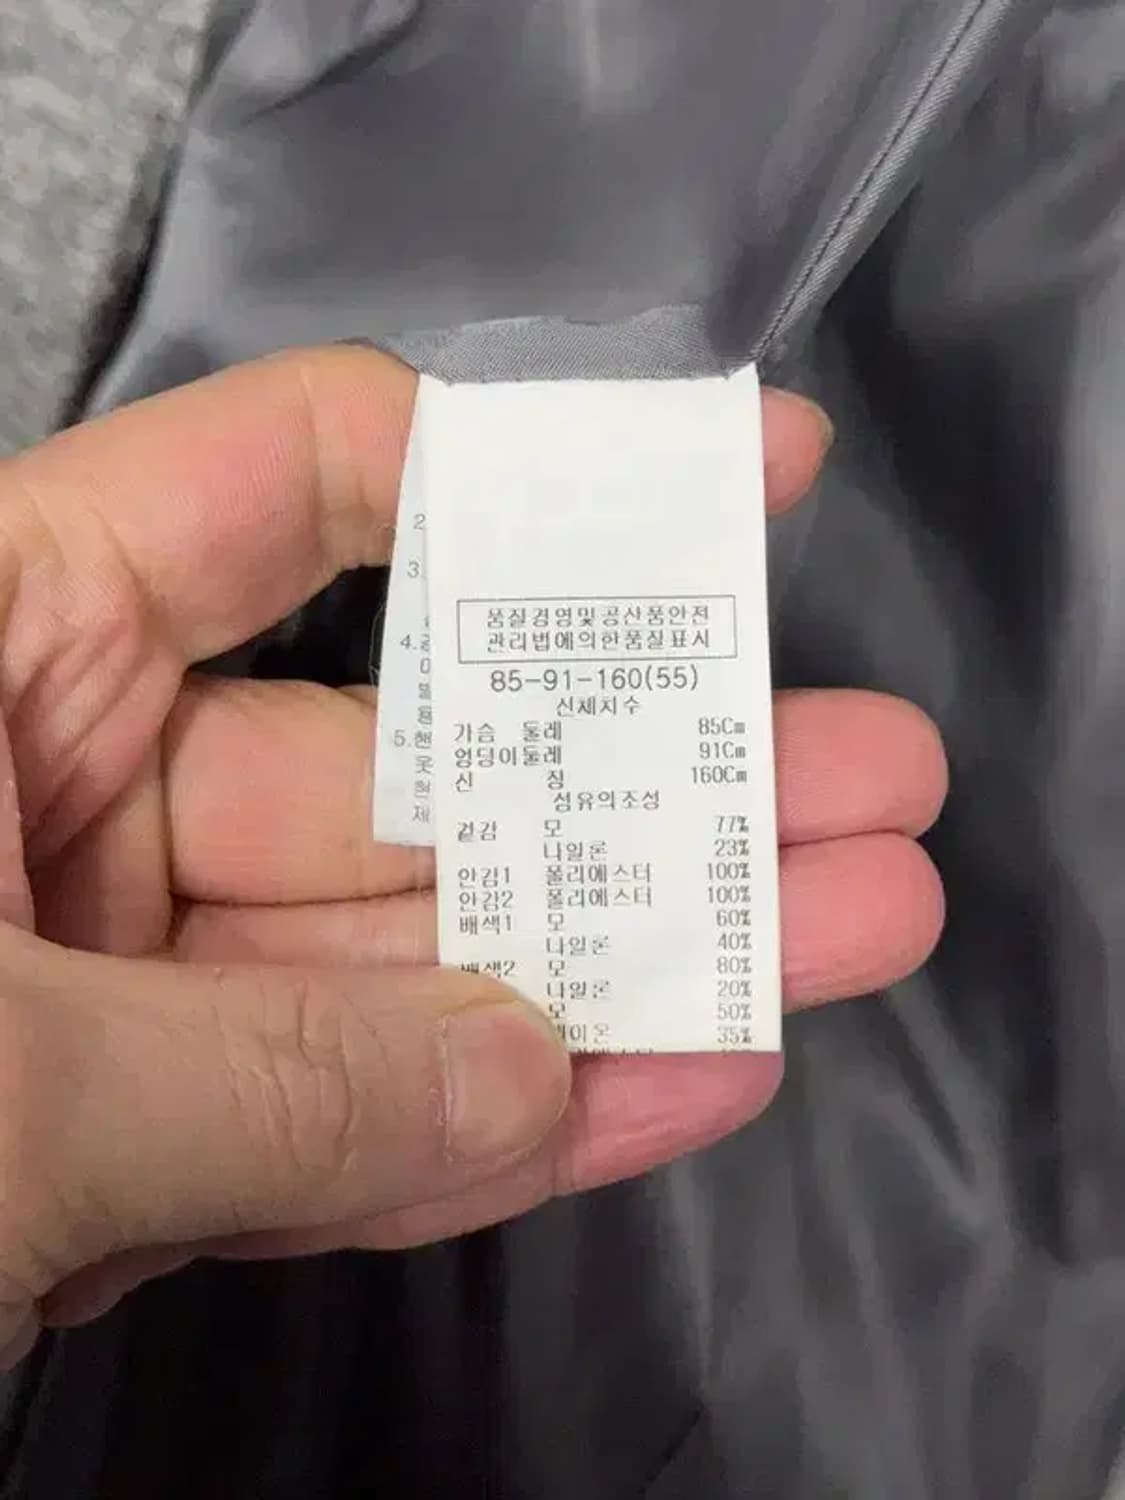 품질경영및공산품안전
관리법에의한품질표시
85-91-160(55)
신체치수
가슴 둘레 85Cm
엉덩이둘레 91Cm
신 장 160Cm
섬유의조성
겉감 모 77%
나일론 23%
안감1 폴리에스터 100%
안감2 폴리에스터 100%
배색1 모 60%
나일론 40%
배색2 모 80%
나일론 20%
모 50%
35%
2
3.
4.
5.